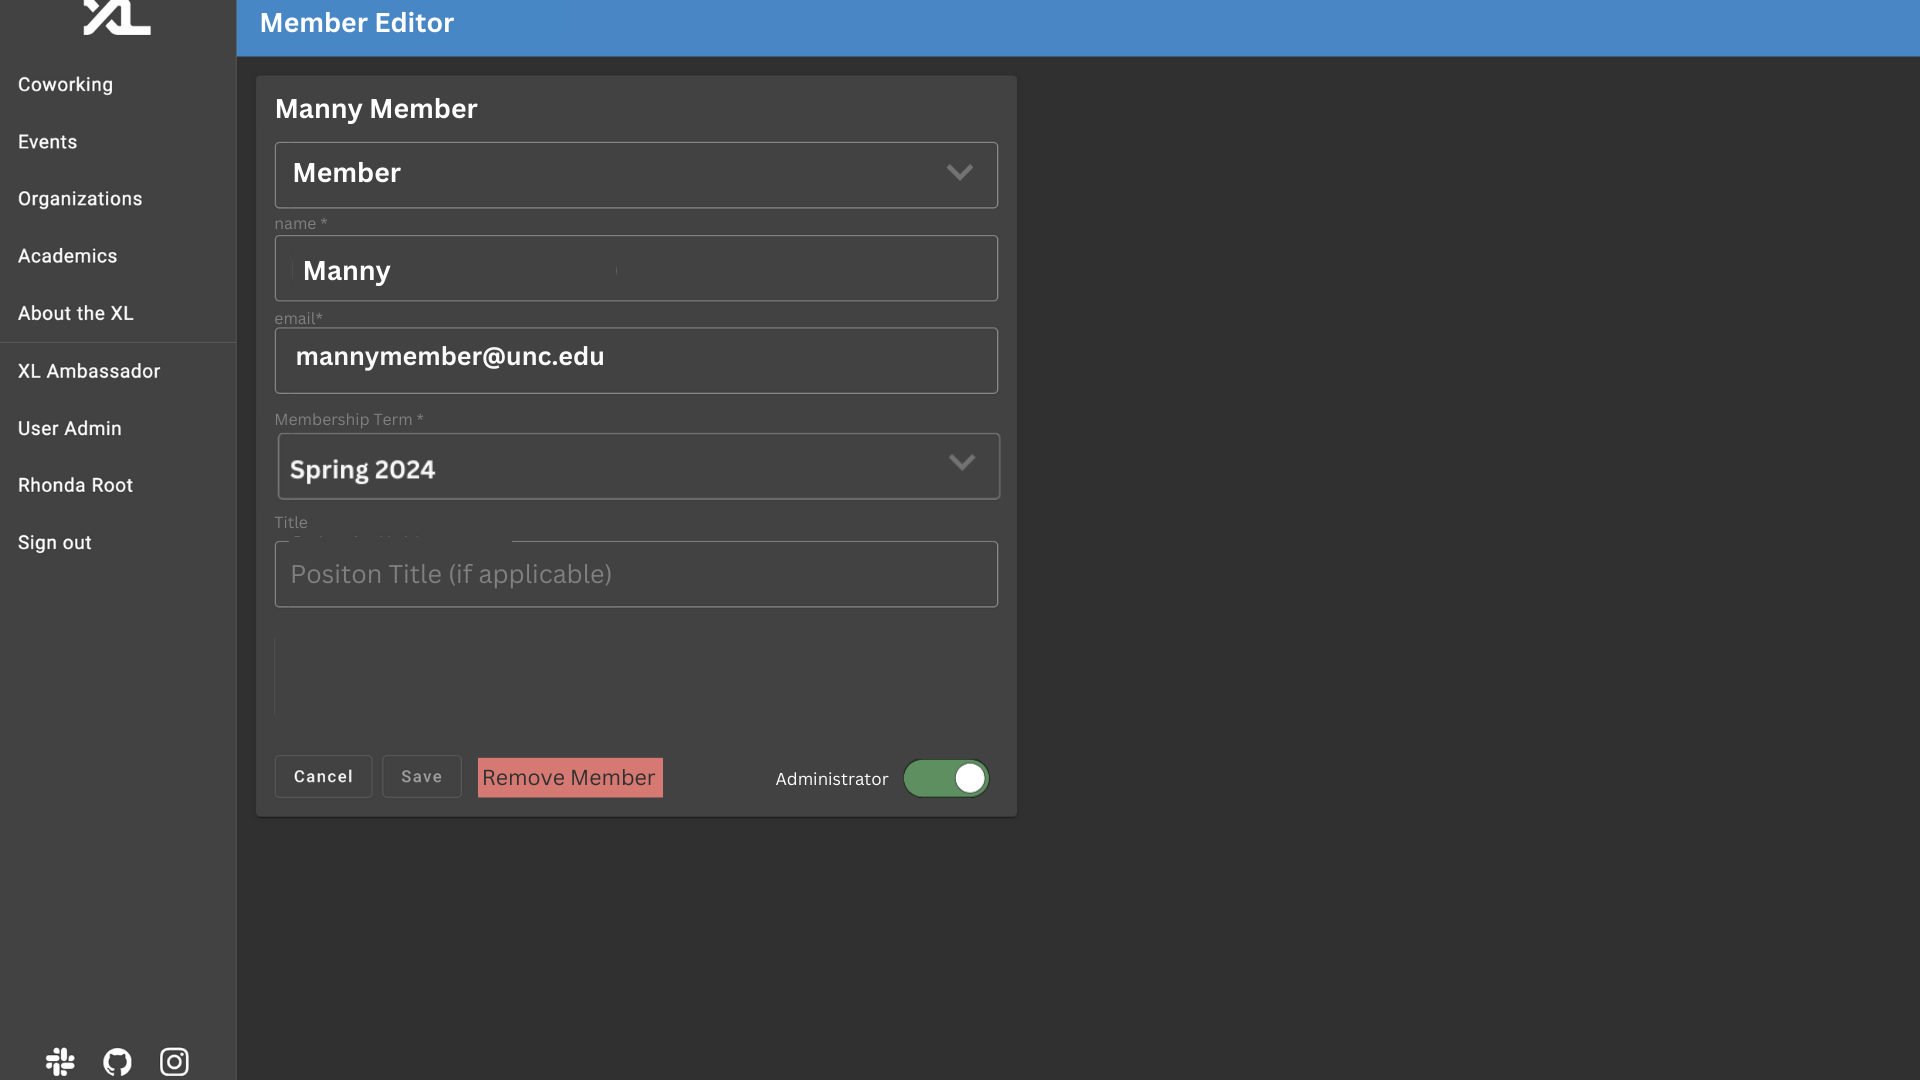 XL
Member Editor
Coworking
Events
Organizations
Academics
About the XL
XL Ambassador
User Admin
Rhonda Root
Sign out
Manny Member
Member
name *
Manny
email*
mannymember@unc.edu
Membership Term *
Spring 2024
Title
Positon Title (if applicable)
Cancel
Save
Remove Member
Administrator